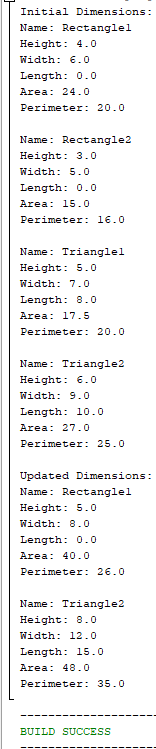 Initial Dimensions:
Name: Rectangle1
Height: 4.0
Width: 6.0
Length: 0.0
Area: 24.0
Perimeter: 20.0
Name: Rectangle2
Height: 3.0
Width: 5.0
Length: 0.0
Area: 15.0
Perimeter: 16.0
Name: Triangle1
Height: 5.0
Width: 7.0
Length: 8.0
Area: 17.5
Perimeter: 20.0
Name: Triangle2
Height: 6.0
Width: 9.0
Length: 10.0
Area: 27.0
Perimeter: 25.0
Updated Dimensions:
Name: Rectangle1
Height: 5.0
Width: 8.0
Length: 0.0
Area: 40.0
Perimeter: 26.0
Name: Triangle2
Height: 8.0
Width: 12.0
Length: 15.0
Area: 48.0
Perimeter: 35.0
--------------------
BUILD SUCCESS
--------------------